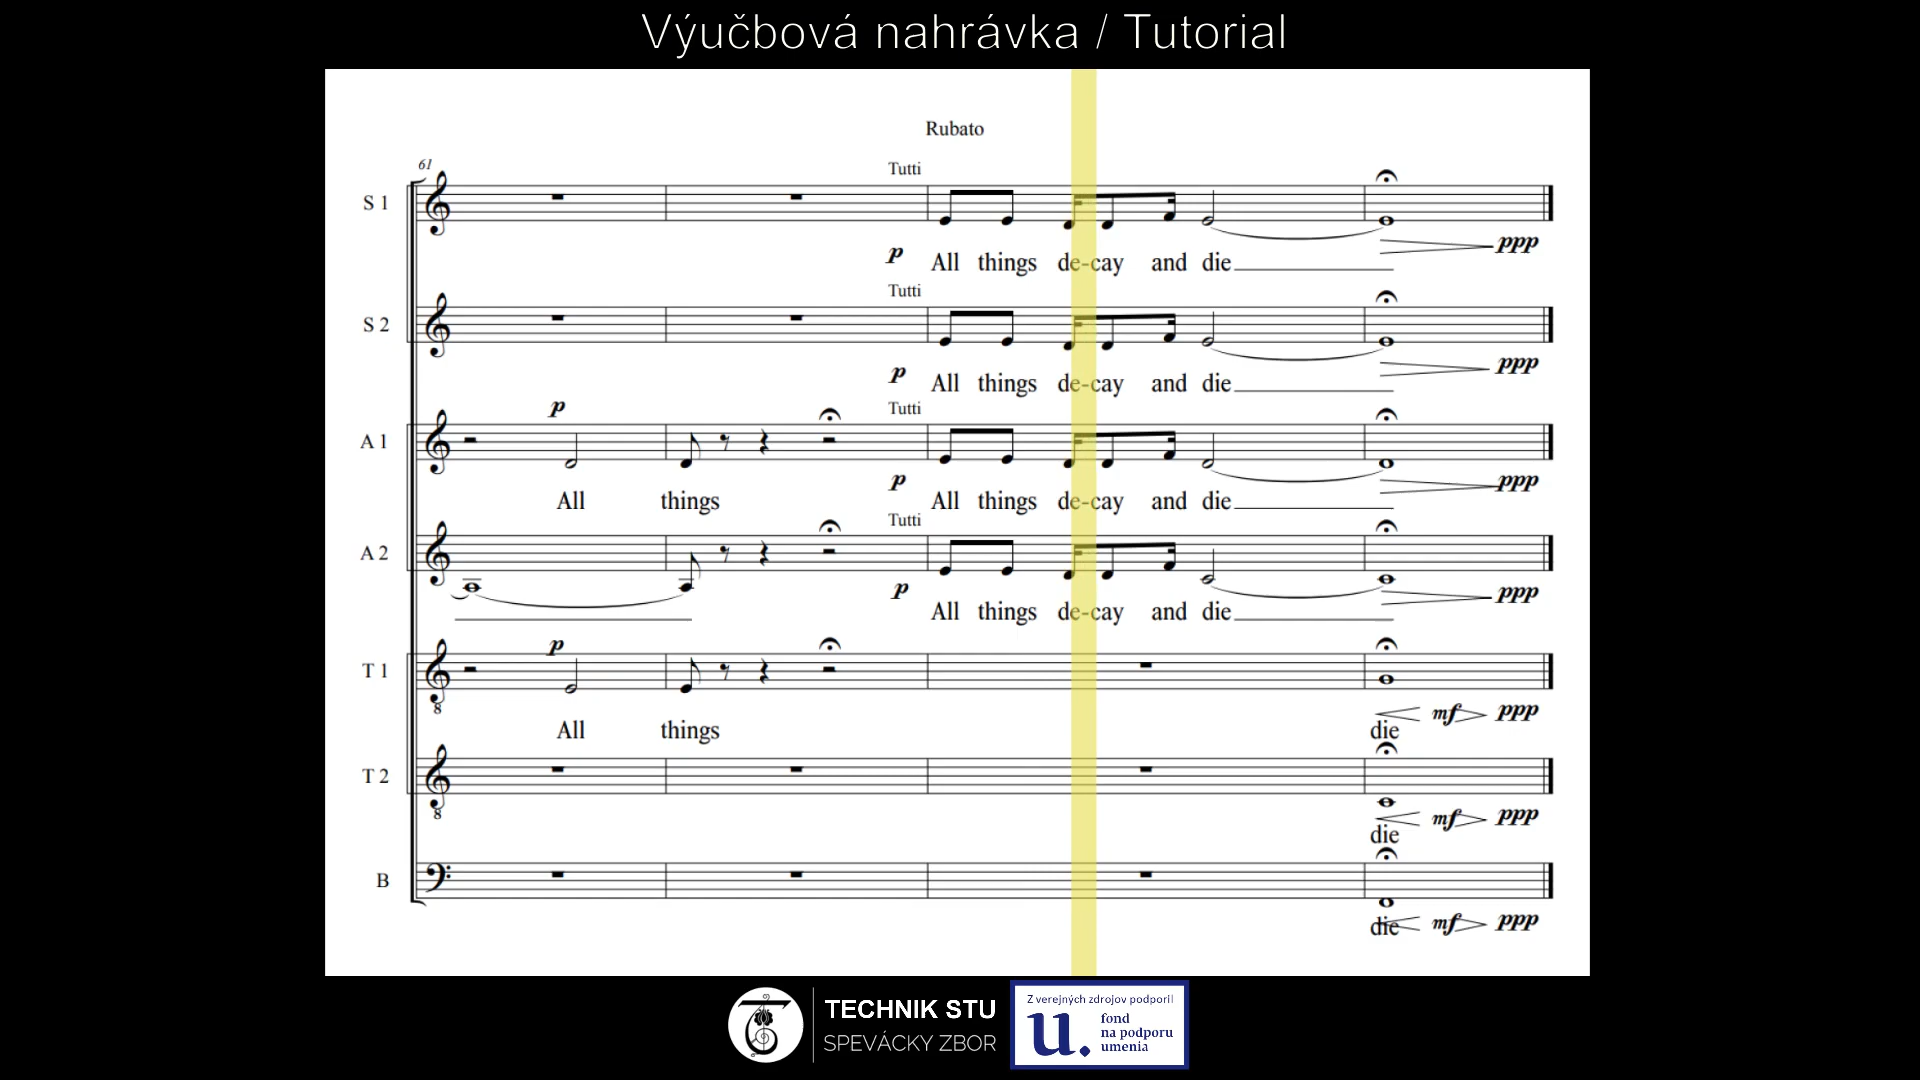 Výučbová nahrávka / Tutorial
Rubato
61
Tutti
S 1
p
ppp
All things de-cay and die
Tutti
S 2
p
ppp
All things de-cay and die
p
Tutti
A 1
p
ppp
All things All things de-cay and die
Tutti
A 2
p
ppp
All things de-cay and die
p
T 1
8
mf ppp
All things die
T 2
8
mf ppp
die
B
die mf ppp
TECHNIK STU
SPEVÁCKY ZBOR
Z verejných zdrojov podporil
u. fond
na podporu
umenia